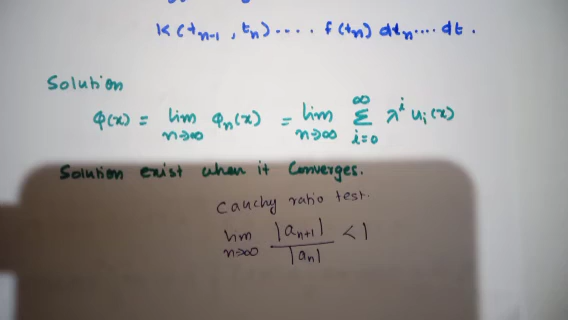 K(t_{n-1}, t_n).... f(t_n) dt_n.... dt.
Solution
φ(x) = lim_{n→∞} φ_n(x) = lim_{n→∞} ∑_{i=0}^{∞} λ^i u_i(x)
Solution exist when it Converges.
Cauchy ratio test.
lim_{n→∞} |a_{n+1}| / |a_n| < 1